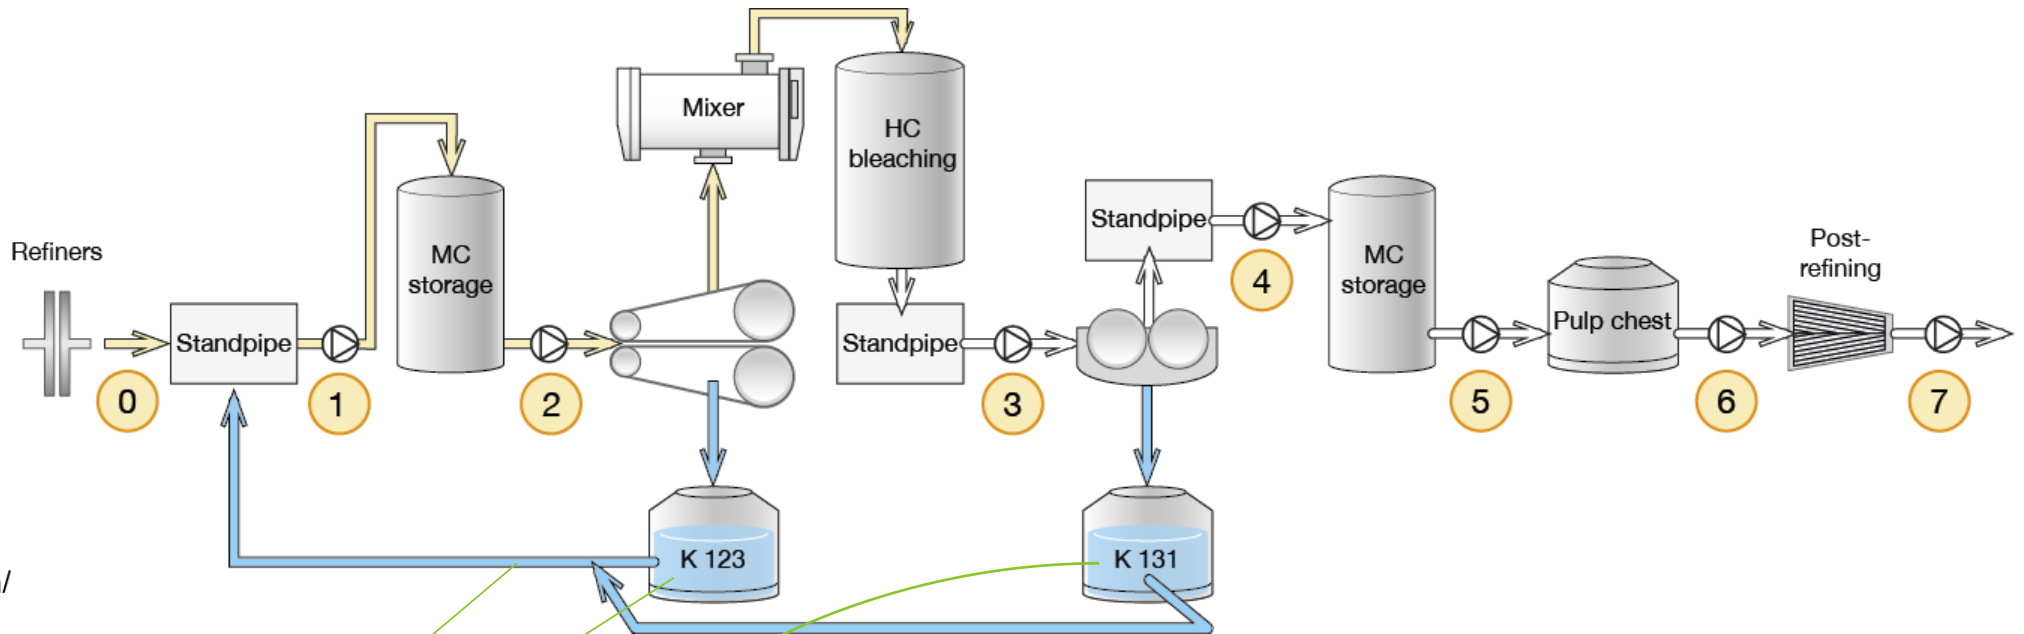 Mixer
HC
bleaching
Standpipe
MC
storage
Post-
refining
Refiners
MC
storage
4
Pulp chest
Standpipe
Standpipe
0
1
2
3
5
6
7
K 123
K 131
/